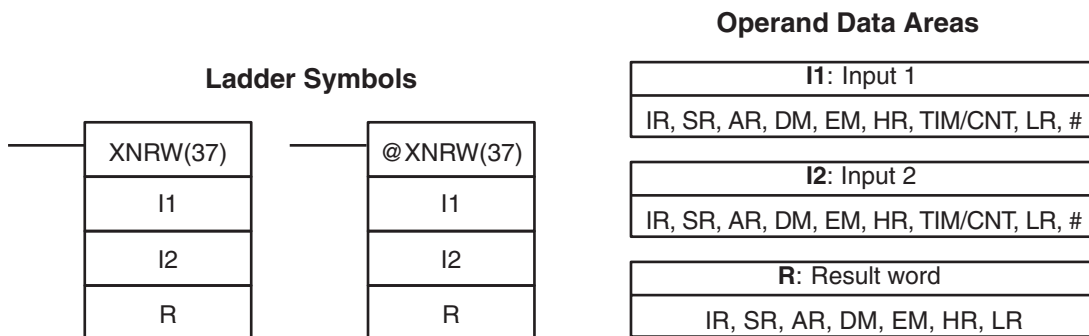 Ladder Symbols
XNRW(37)
I1
I2
R
@XNRW(37)
I1
I2
R
Operand Data Areas
I1: Input 1
IR, SR, AR, DM, EM, HR, TIM/CNT, LR, #
I2: Input 2
IR, SR, AR, DM, EM, HR, TIM/CNT, LR, #
R: Result word
IR, SR, AR, DM, EM, HR, LR